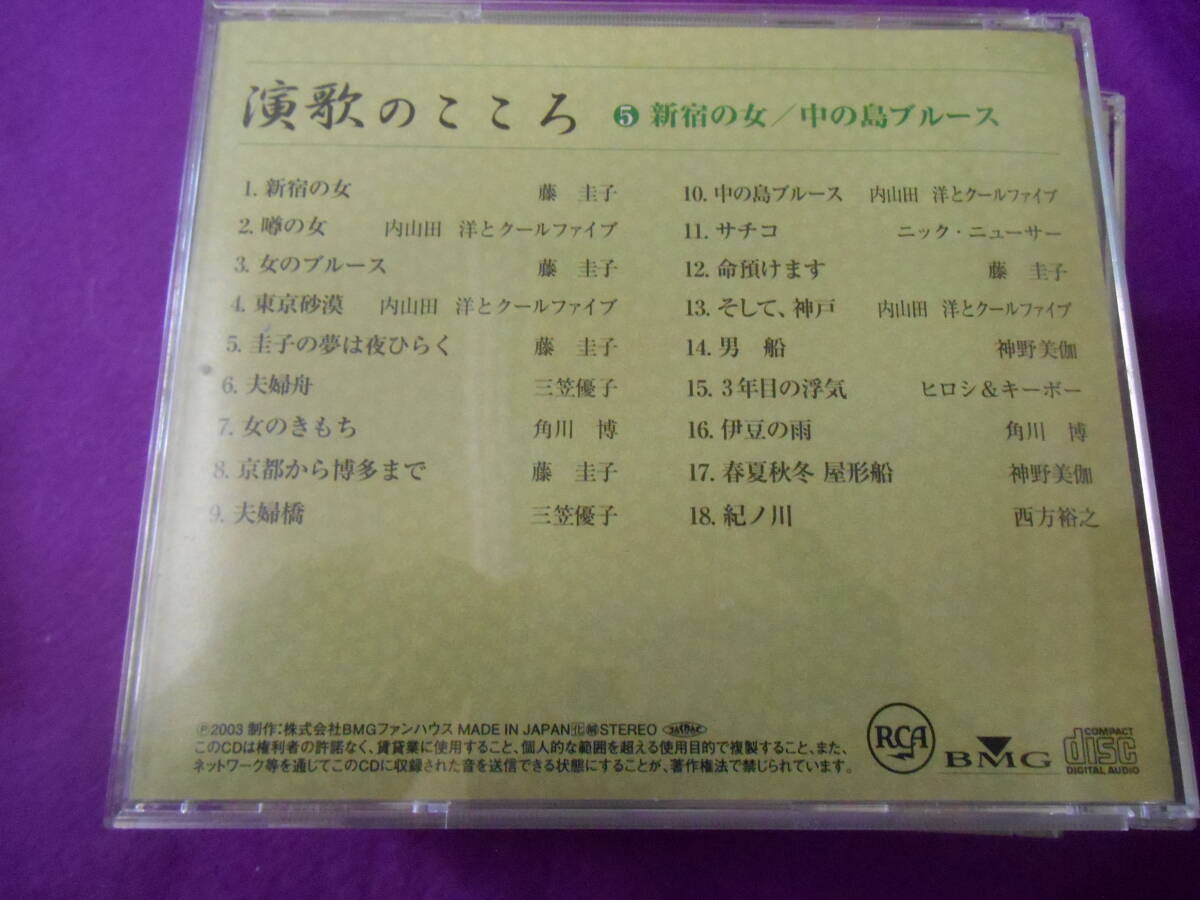 演歌のこころ ❺ 新宿の女／中の島ブルース
1. 新宿の女 藤 圭子
2. 噂の女 内山田 洋とクールファイブ
3. 女のブルース 藤 圭子
4. 東京砂漠 内山田 洋とクールファイブ
5. 圭子の夢は夜ひらく 藤 圭子
6. 夫婦舟 三笠優子
7. 女のきもち 角川 博
8. 京都から博多まで 藤 圭子
9. 夫婦橋 三笠優子
10. 中の島ブルース 内山田 洋とクールファイブ
11. サチコ ニック・ニューサー
12. 命預けます 藤 圭子
13. そして、神戸 内山田 洋とクールファイブ
14. 男 船 神野美伽
15. 3年目の浮気 ヒロシ＆キーボー
16. 伊豆の雨 角川 博
17. 春夏秋冬 屋形船 神野美伽
18. 紀ノ川 西方裕之
℗2003 制作：株式会社BMGファンハウス MADE IN JAPAN STEREO JASRAC
このCDは権利者の許諾なく、賃貸業に使用すること、個人的な範囲を超える使用目的で複製すること、また、
ネットワーク等を通じてこのCDに収録された音を送信できる状態にすることが、著作権法で禁じられています。
RCA
BMG
COMPACT
disc
DIGITAL AUDIO